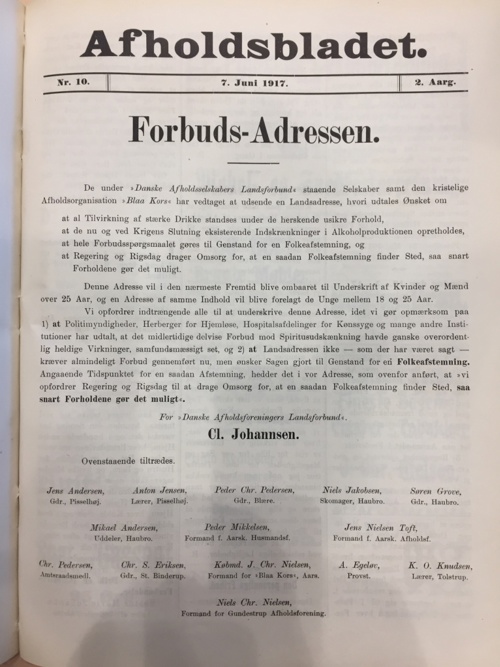 Afholdsbladet.
Nr. 10.
7. Juni 1917.
2. Aarg.
Forbuds-Adressen.
De under »Danske Afholdsselskabers Landsforbund« staaende Selskaber samt den kristelige
Afholdsorganisation »Blaa Kors« har vedtaget at udsende en Landsadresse, hvori udtales Ønsket om
at al Tilvirkning af stærke Drikke standses under de herskende usikre Forhold,
at de nu og ved Krigens Slutning eksisterende Indskrænkninger i Alkoholproduktionen opretholdes,
at hele Forbudsspørgsmaalet gøres til Genstand for en Folkeafstemning, og
at Regering og Rigsdag drager Omsorg for, at en saadan Folkeafstemning finder Sted, saa snart
Forholdene gør det muligt.
Denne Adresse vil i den nærmeste Fremtid blive ombaaret til Underskrift af Kvinder og Mænd
over 25 Aar, og en Adresse af samme Indhold vil blive forelagt de Unge mellem 18 og 25 Aar.
Vi opfordrer indtrængende alle til at underskrive denne Adresse, idet vi gør opmærksom paa
1) at Politimyndigheder, Herberger for Hjemløse, Hospitalsafdelinger for Kønssyge og mange andre Insti-
tutioner har udtalt, at det midlertidige delvise Forbud mod Spiritusudskænkning havde ganske overordent-
lig heldige Virkninger, samfundsmæssigt set, og 2) at Landsadressen ikke — som der har været sagt —
kræver almindeligt Forbud gennemført nu, men ønsker Sagen gjort til Genstand for en Folkeafstemning.
Angaaende Tidspunktet for en saadan Afstemning, hedder det i vor Adresse, som ovenfor anført, at »vi
opfordrer Regering og Rigsdag til at drage Omsorg for, at en saadan Folkeafstemning finder Sted, saa
snart Forholdene gør det muligt«.
For »Danske Afholdsforeningers Landsforbund«.
Cl. Johannsen.
Ovenstaaende tiltrædes.
Jens Andersen,
Gdr., Pisselhøj.
Anton Jensen,
Lærer, Pisselhøj.
Peder Chr. Pedersen,
Gdr., Blære.
Niels Jakobsen,
Skomager, Haubro.
Søren Grove,
Gdr., Haubro.
Mikael Andersen,
Uddeler, Haubro.
Peder Mikkelsen,
Formand f. Aarsk. Husmandsf.
Jens Nielsen Toft,
Formand f. Aarsk. Afholdsf.
Chr. Pedersen,
Amtsraadsmedl.
Chr. S. Eriksen,
Gdr., St. Binderup.
Købmd. J. Chr. Nielsen,
Formand for »Blaa Kors«, Aars.
A. Egeløv,
Provst.
K. O. Knudsen,
Lærer, Tolstrup.
Niels Chr. Nielsen,
Formand for Gundestrup Afholdsforening.